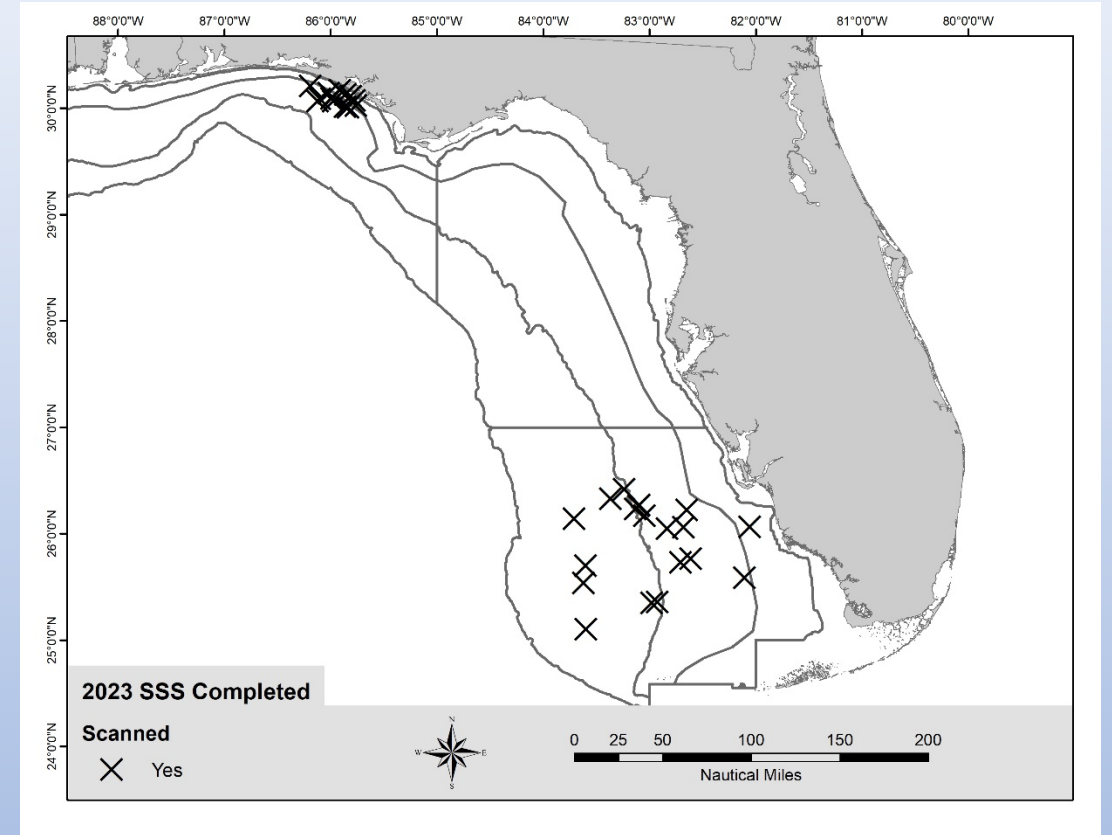 88°0'0"W 87°0'0"W 86°0'0"W 85°0'0"W 84°0'0"W 83°0'0"W 82°0'0"W 81°0'0"W 80°0'0"W
30°0'0"N
29°0'0"N
28°0'0"N
27°0'0"N
26°0'0"N
25°0'0"N
24°0'0"N
2023 SSS Completed
Scanned
Yes
N
W E
S
0 25 50 100 150 200
Nautical Miles